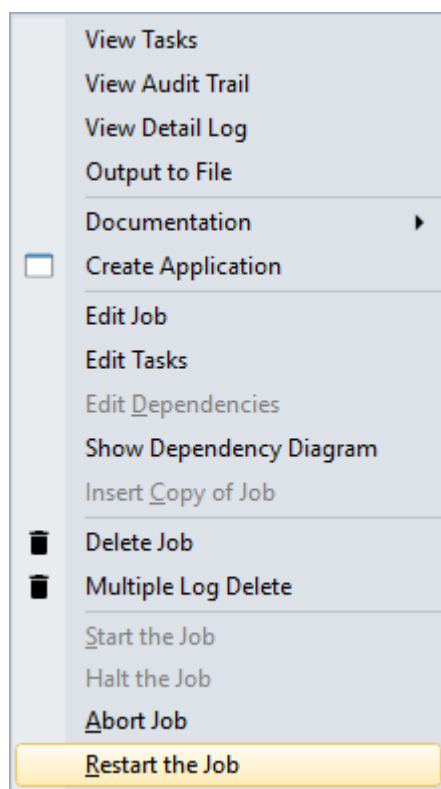 View Tasks
View Audit Trail
View Detail Log
Output to File
Documentation
Create Application
Edit Job
Edit Tasks
Edit Dependencies
Show Dependency Diagram
Insert Copy of Job
Delete Job
Multiple Log Delete
Start the Job
Halt the Job
Abort Job
Restart the Job